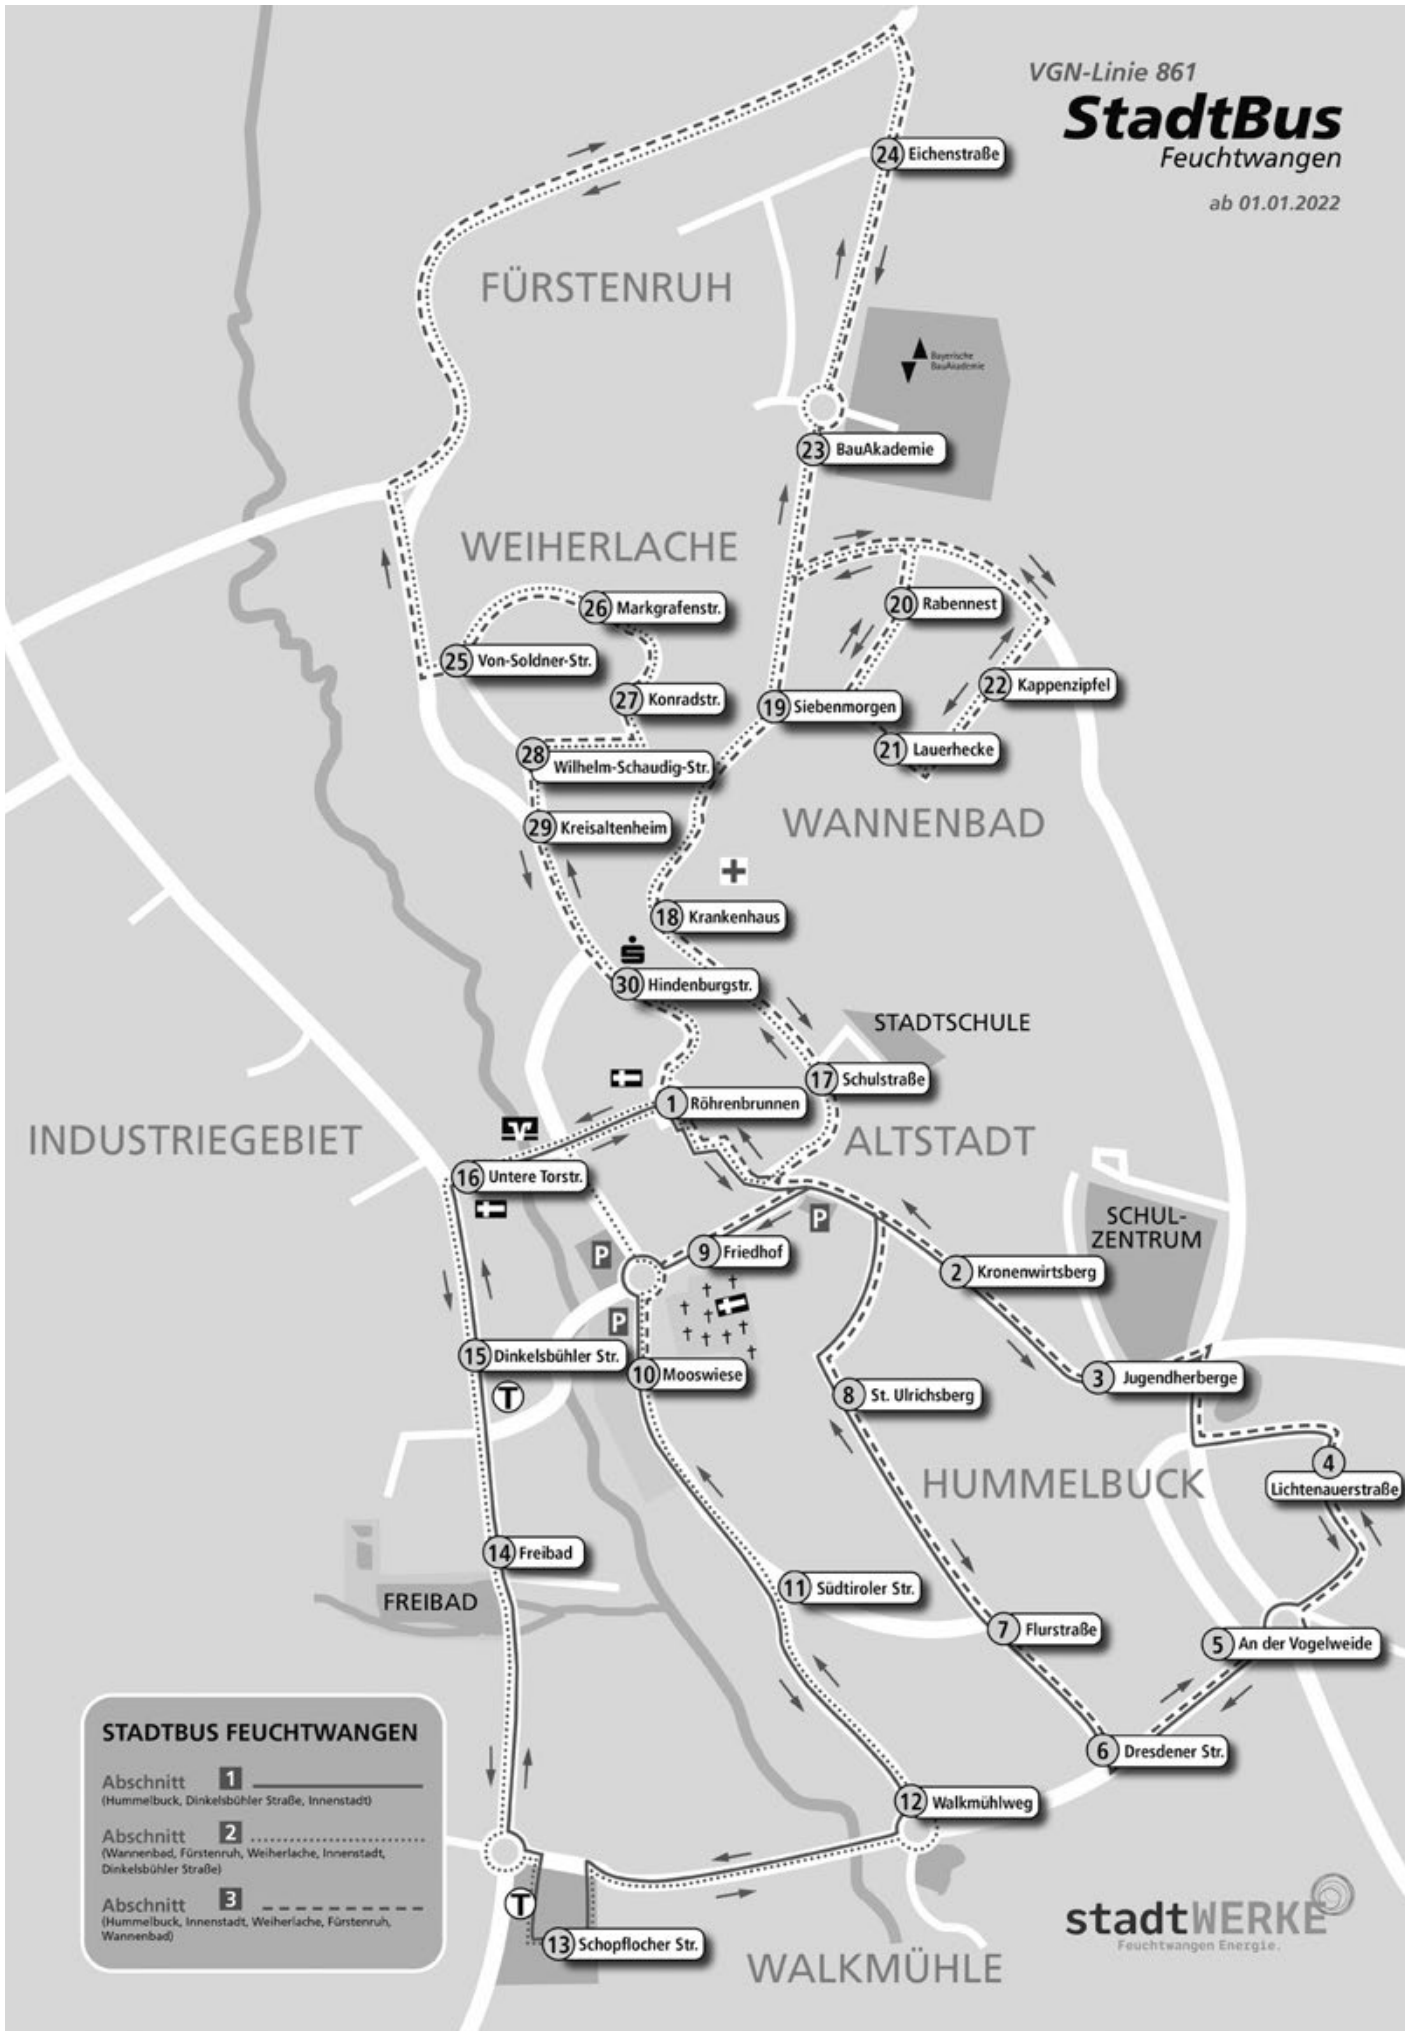 VGN-Linie 861
StadtBus
Feuchtwangen
ab 01.01.2022
24 Eichenstraße
FÜRSTENRUH
Bayerische
BauAkademie
23 BauAkademie
WEIHERLACHE
26 Markgrafenstr.
20 Rabennest
25 Von-Soldner-Str.
22 Kappenzipfel
27 Konradstr.
19 Siebenmorgen
21 Lauerhecke
28 Wilhelm-Schaudig-Str.
WANNENBAD
29 Kreisaltenheim
18 Krankenhaus
30 Hindenburgstr.
STADTSCHULE
17 Schulstraße
1 Röhrenbrunnen
INDUSTRIEGEBIET
ALTSTADT
16 Untere Torstr.
P
SCHUL-
ZENTRUM
P
9 Friedhof
2 Kronenwirtsberg
P
15 Dinkelsbühler Str.
10 Mooswiese
3 Jugendherberge
T
8 St. Ulrichsberg
4
Lichtenauerstraße
HUMMELBUCK
14 Freibad
FREIBAD
11 Südtiroler Str.
7 Flurstraße
5 An der Vogelweide
6 Dresdener Str.
12 Walkmühlweg
T
13 Schopflocher Str.
WALKMÜHLE
STADTBUS FEUCHTWANGEN
Abschnitt 1
(Hummelbuck, Dinkelsbühler Straße, Innenstadt)
Abschnitt 2
(Wannenbad, Fürstenruh, Weiherlache, Innenstadt,
Dinkelsbühler Straße)
Abschnitt 3
(Hummelbuck, Innenstadt, Weiherlache, Fürstenruh,
Wannenbad)
stadtWERKE
Feuchtwangen Energie.